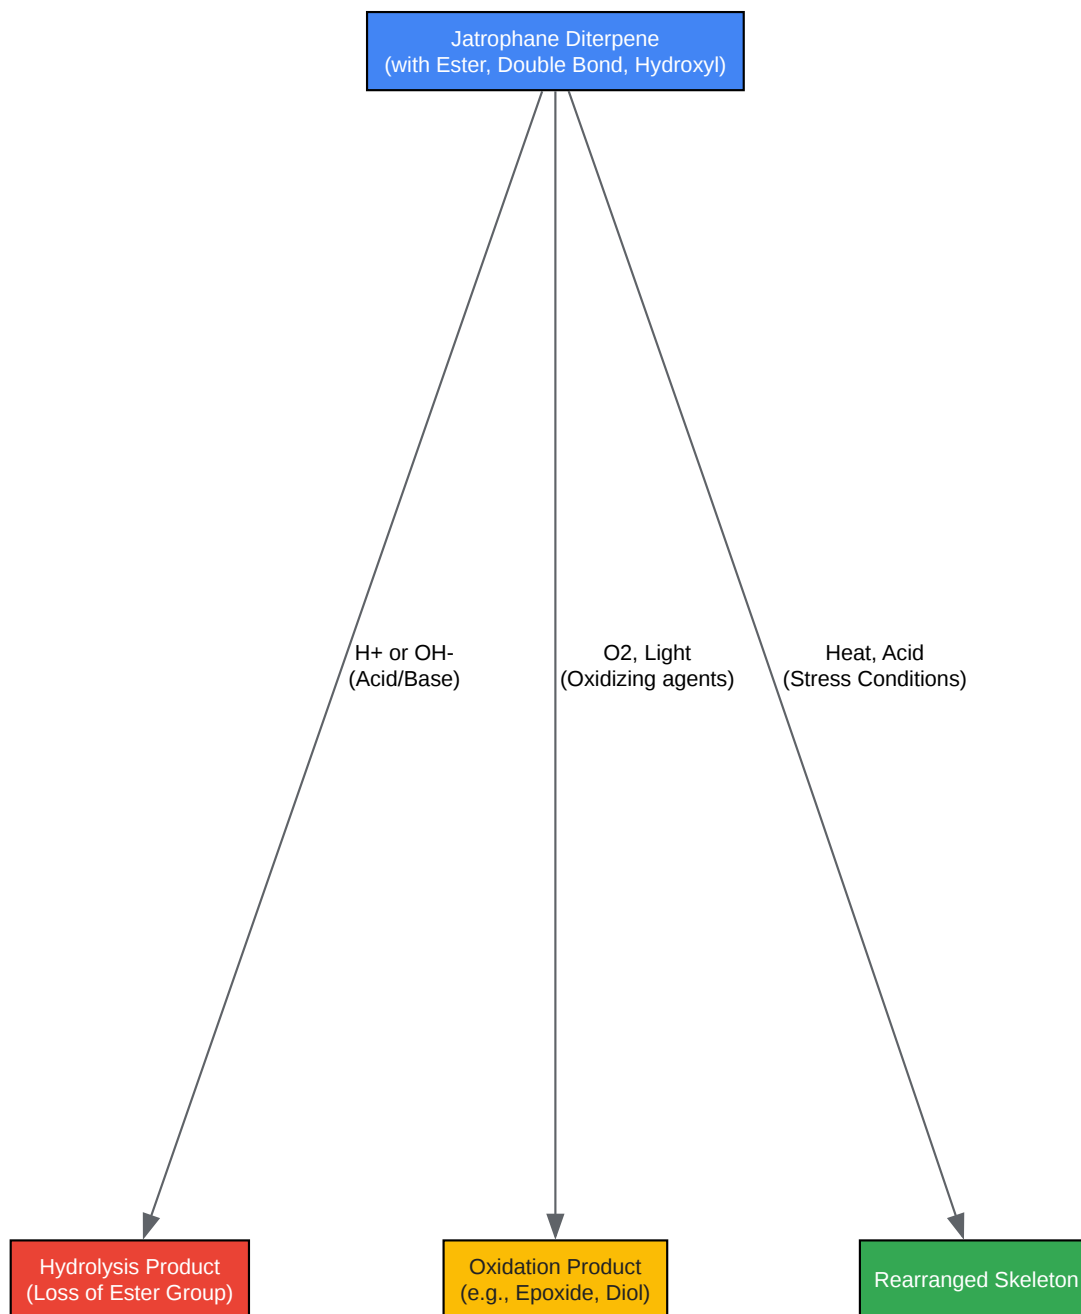 Jatrophane Diterpene
(with Ester, Double Bond, Hydroxyl)
H+ or OH-
(Acid/Base)
O2, Light
(Oxidizing agents)
Heat, Acid
(Stress Conditions)
Hydrolysis Product
(Loss of Ester Group)
Oxidation Product
(e.g., Epoxide, Diol)
Rearranged Skeleton